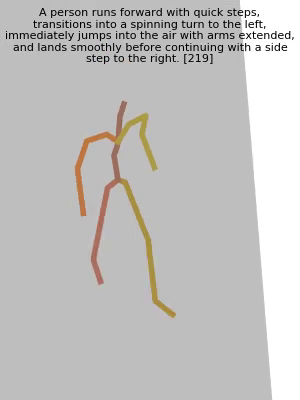 A person runs forward with quick steps,
transitions into a spinning turn to the left,
immediately jumps into the air with arms extended,
and lands smoothly before continuing with a side
step to the right. [219]